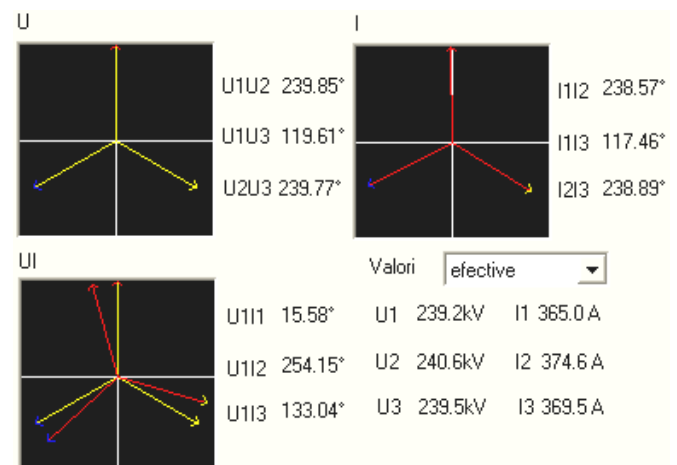 U
U1U2 239.85°
U1U3 119.61°
U2U3 239.77°
I
I1I2 238.57°
I1I3 117.46°
I2I3 238.89°
UI
U1I1 15.58°
U1I2 254.15°
U1I3 133.04°
Valori efective
U1 239.2kV I1 365.0 A
U2 240.6kV I2 374.6 A
U3 239.5kV I3 369.5 A